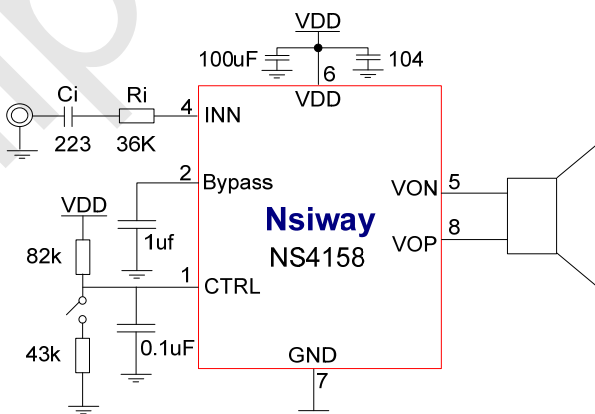 VDD
100uF
104
6
VDD
Ci
Ri
4
INN
223
36K
2
Bypass
VON
5
VDD
Nsiway
1uf
8
VOP
82k
NS4158
1
CTRL
43k
0.1uF
GND
7